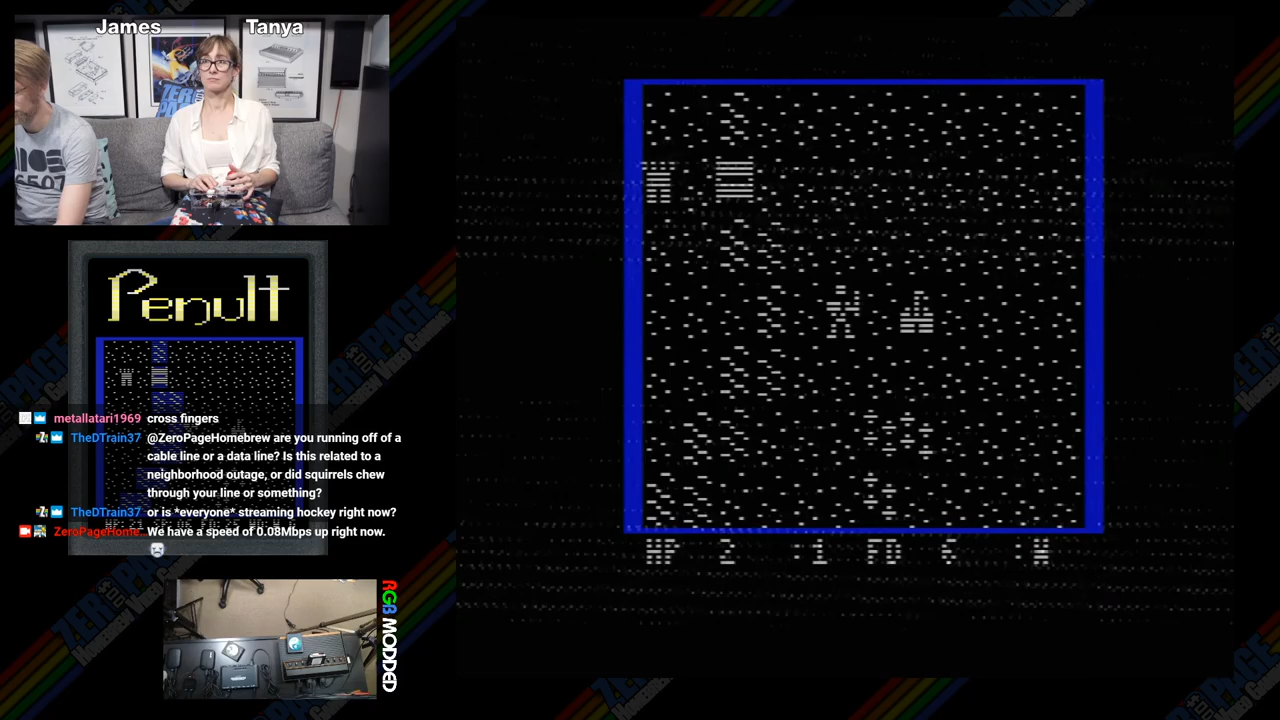 James
Tanya
Penult
metallatari1969 cross fingers
TheDTrain37 @ZeroPageHomebrew are you running off of a
cable line or a data line? Is this related to a
neighborhood outage, or did squirrels chew
through your line or something?
TheDTrain37 or is *everyone* streaming hockey right now?
ZeroPageHome... We have a speed of 0.08Mbps up right now.
RGB MODDED
HP 2 :1 FD